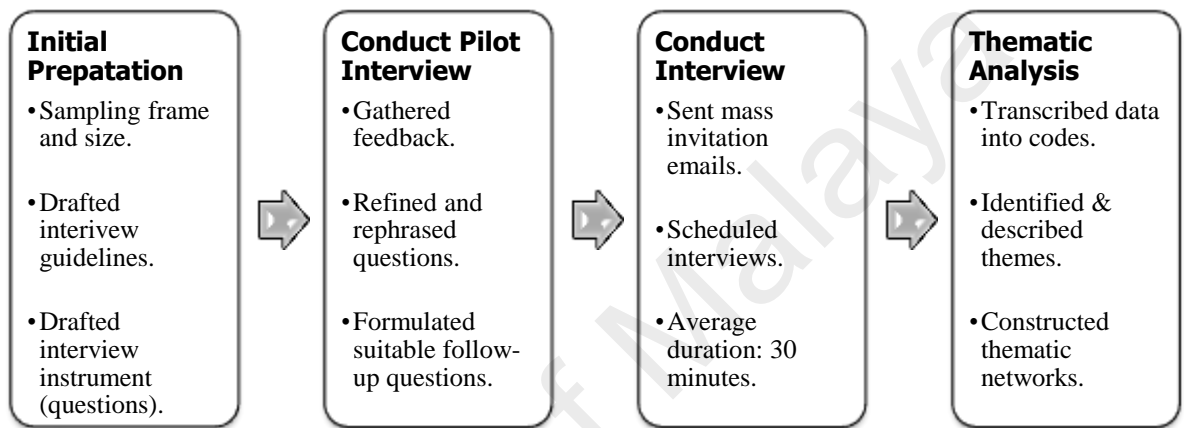 Initial
Prepatation
•Sampling frame
and size.
•Drafted
interivew
guidelines.
•Drafted
interview
instrument
(questions).
Conduct Pilot
Interview
•Gathered
feedback.
•Refined and
rephrased
questions.
•Formulated
suitable follow-
up questions.
Conduct
Interview
•Sent mass
invitation
emails.
•Scheduled
interviews.
•Average
duration: 30
minutes.
Thematic
Analysis
•Transcribed data
into codes.
•Identified &
described
themes.
•Constructed
thematic
networks.
of Malaya